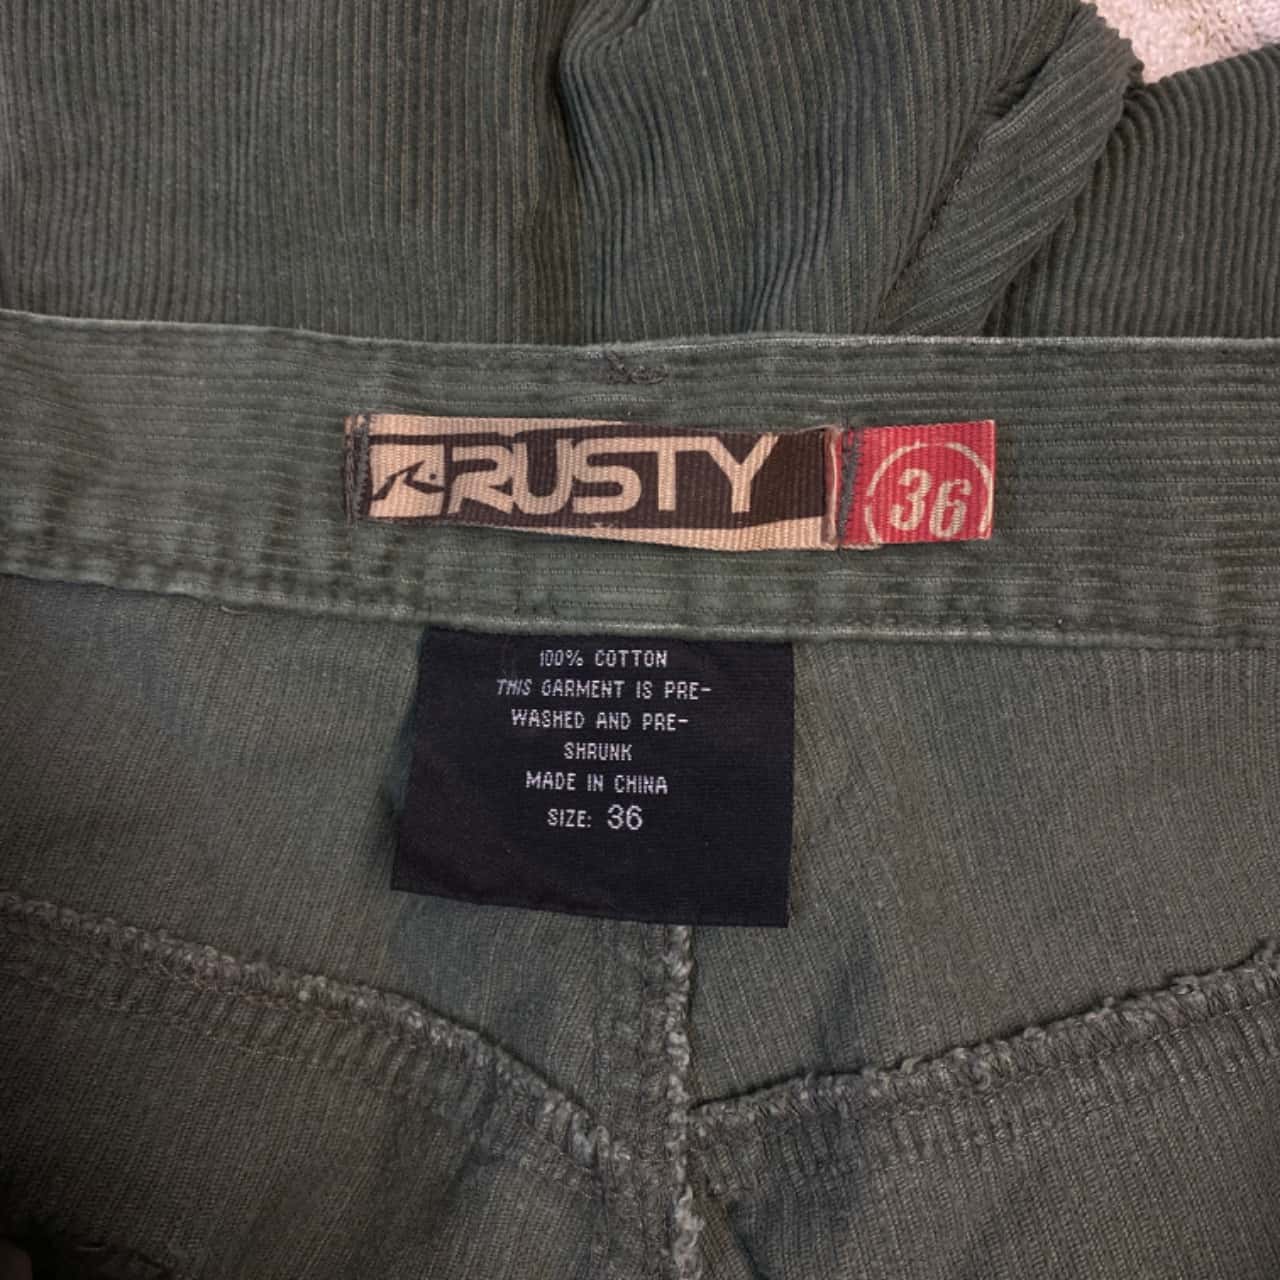 RUSTY
36
100% COTTON
THIS GARMENT IS PRE-
WASHED AND PRE-
SHRUNK
MADE IN CHINA
SIZE: 36